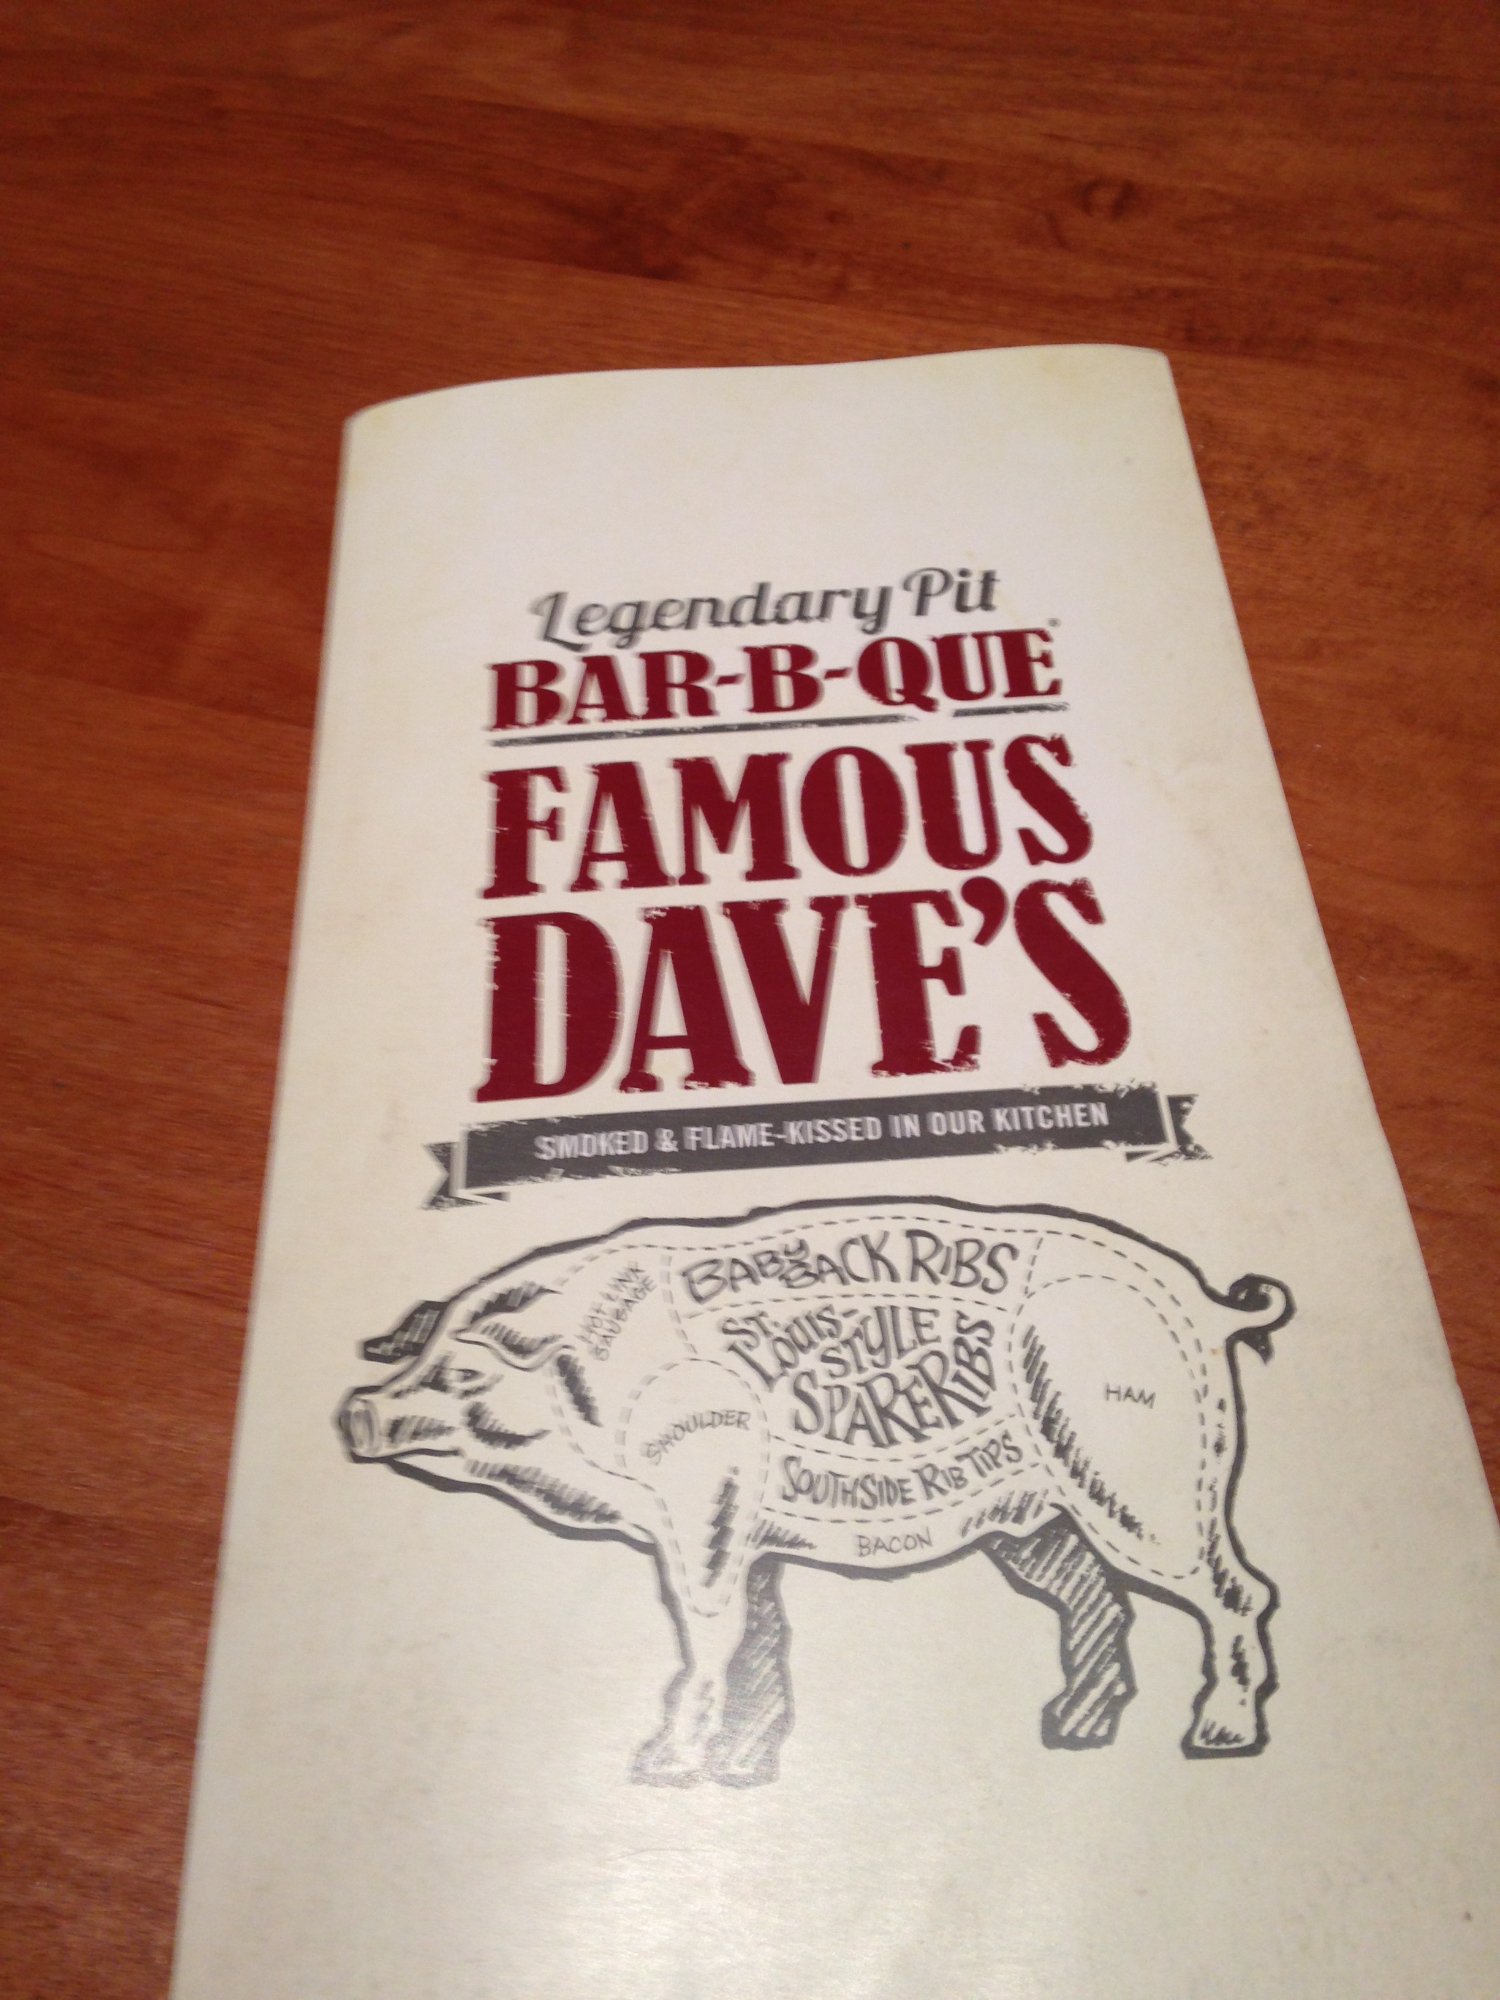 Legendary Pit
BAR-B-QUE®
FAMOUS
DAVE'S
SMOKED & FLAME-KISSED IN OUR KITCHEN
HOT LINK
SAUSAGE
BABY BACK RIBS
ST. LOUIS-
STYLE
SPARERIBS
SHOULDER
HAM
SOUTHSIDE RIB TIPS
BACON